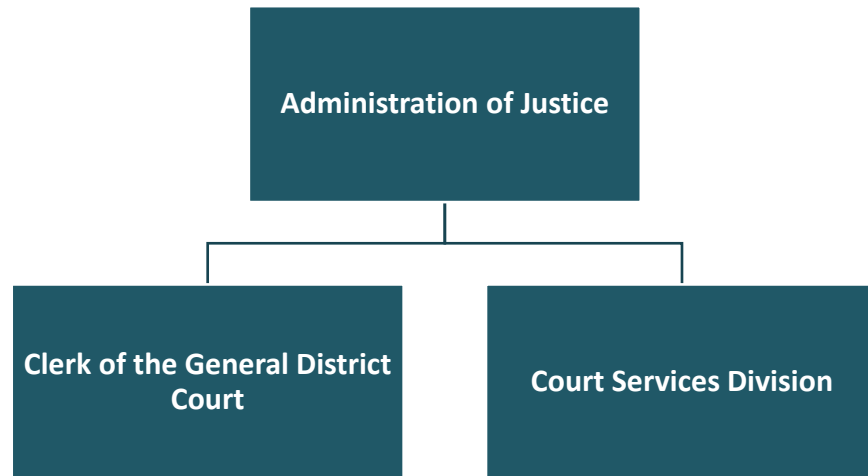 Administration of Justice
Clerk of the General District
Court
Court Services Division